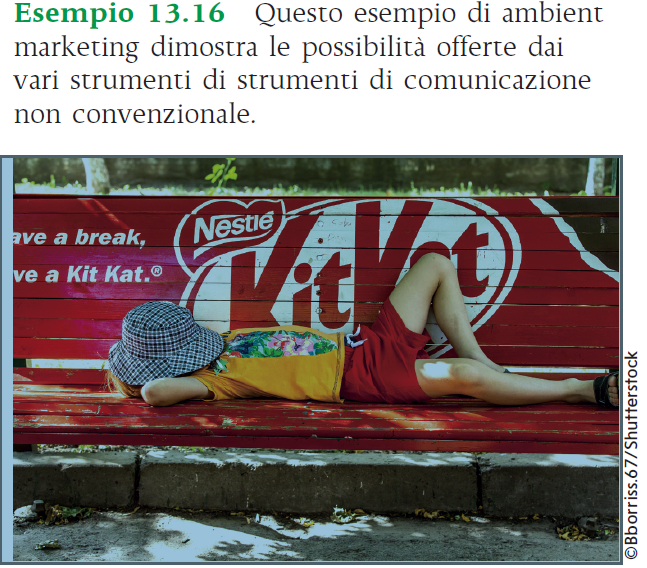 Esempio 13.16 Questo esempio di ambient
marketing dimostra le possibilità offerte dai
vari strumenti di strumenti di comunicazione
non convenzionale.
Nestlé
ave a break,
KitKat
ve a Kit Kat.®
©Bborriss.67/Shutterstock